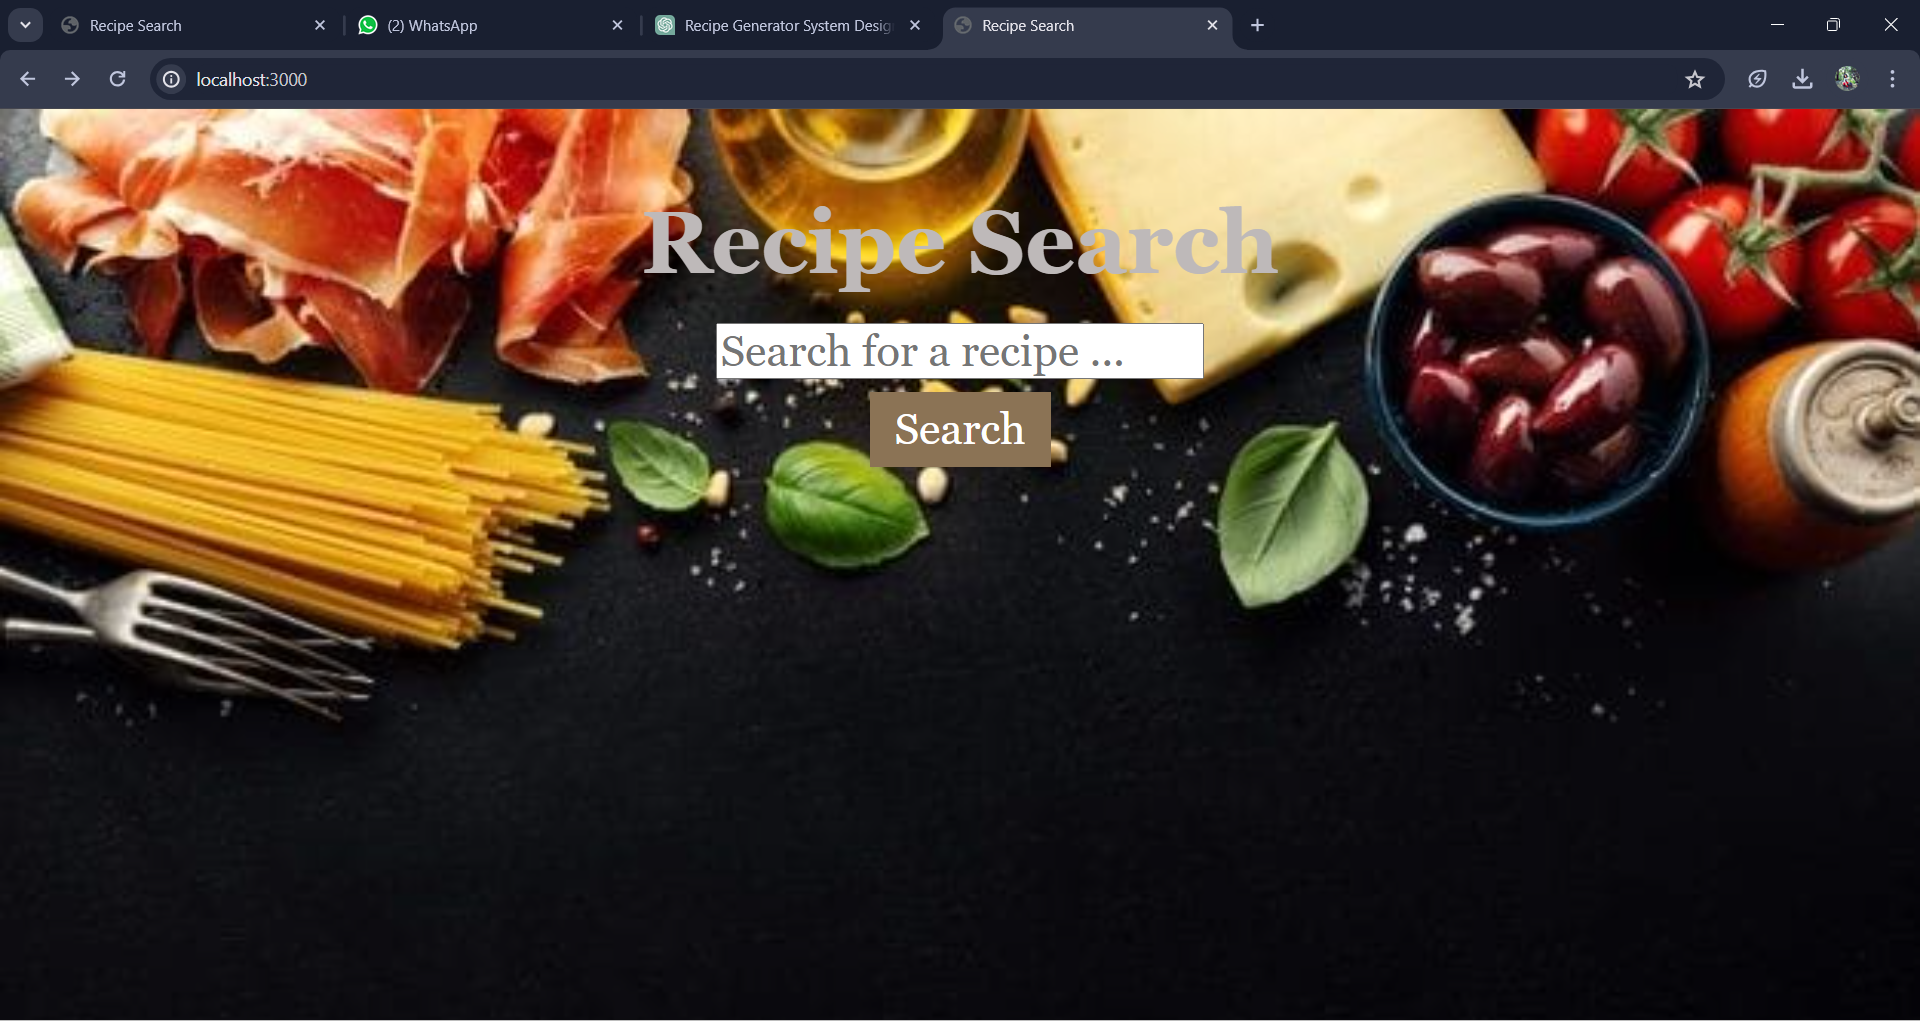 Recipe Search
(2) WhatsApp
Recipe Generator System Desig
Recipe Search
localhost:3000
Recipe Search
Search for a recipe ...
Search